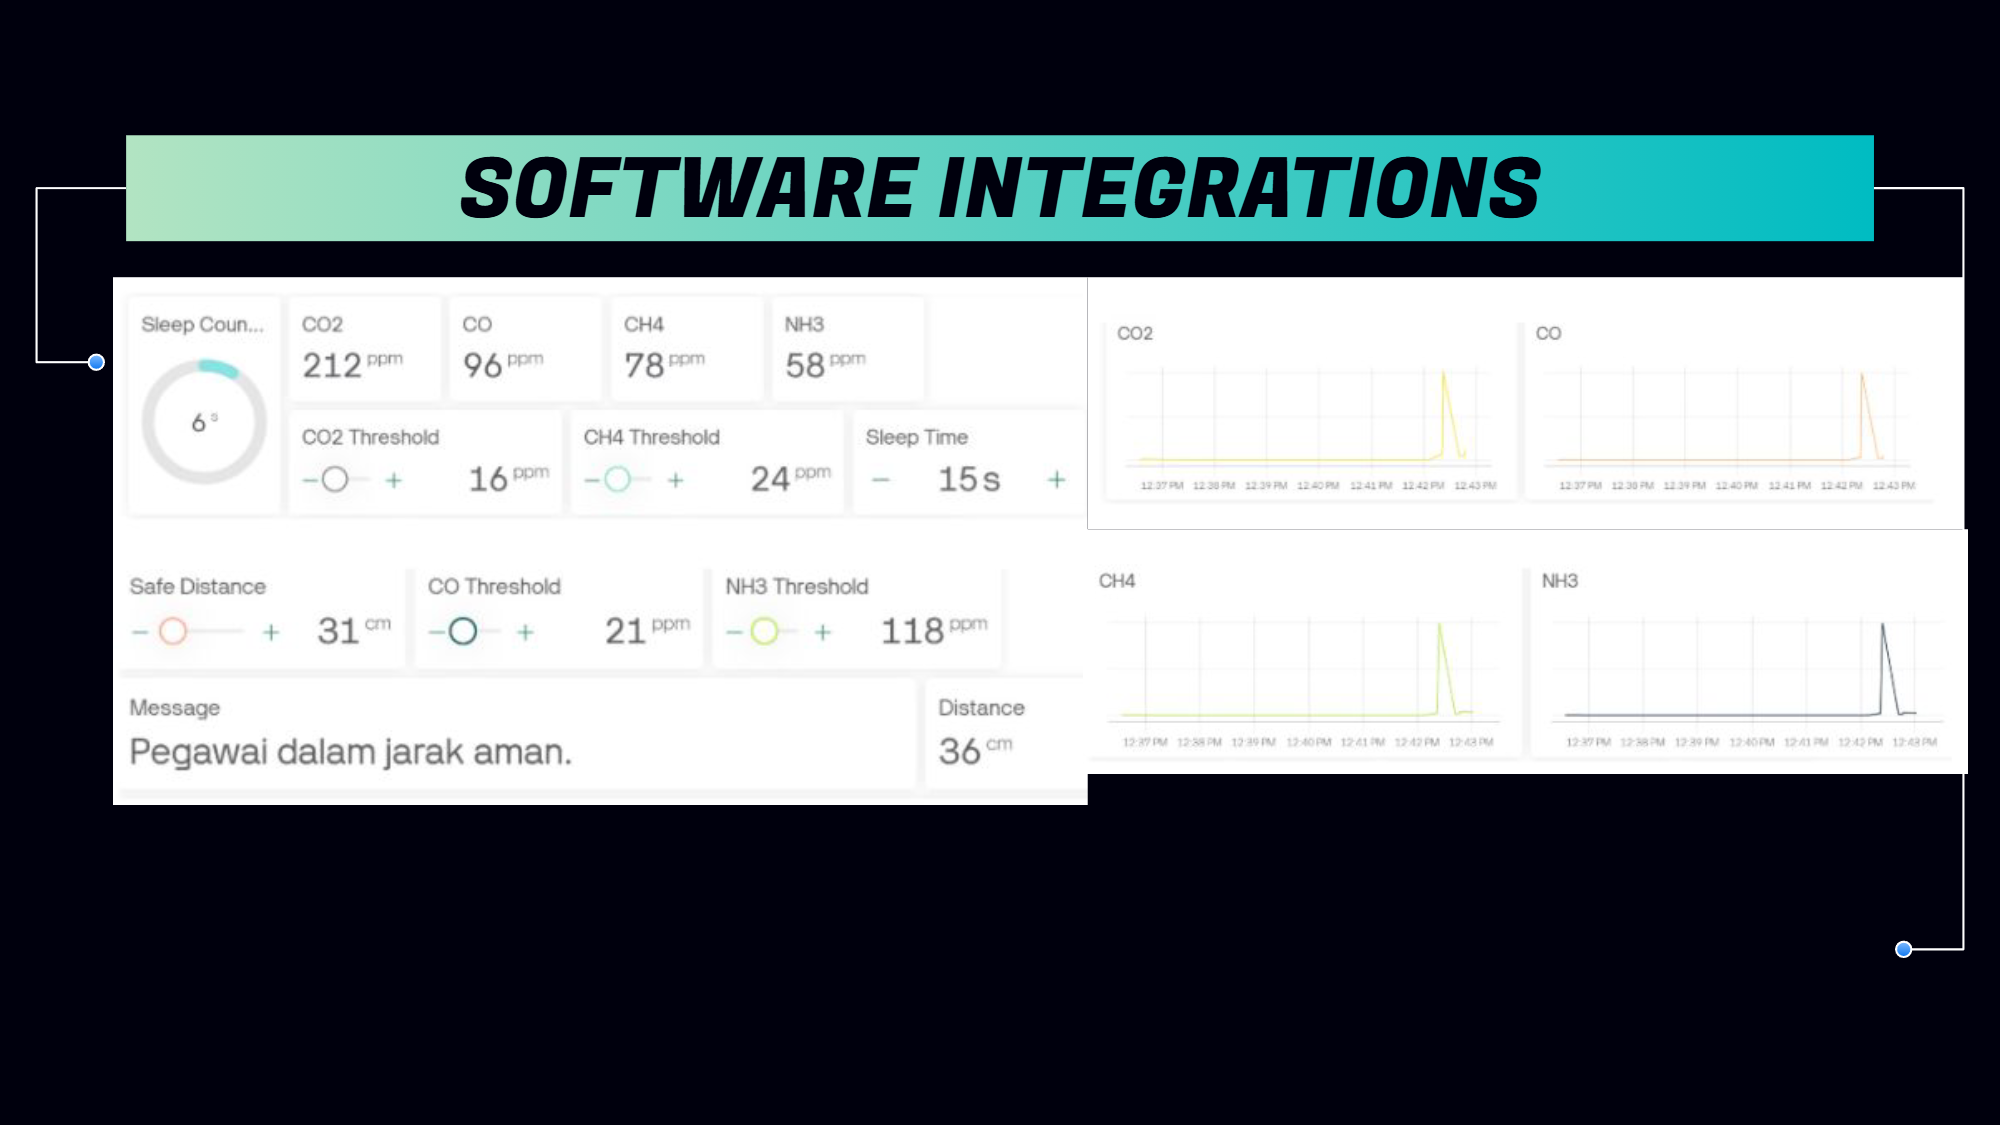 SOFTWARE INTEGRATIONS
Sleep Coun...
6 s
CO2
212 ppm
CO
96 ppm
CH4
78 ppm
NH3
58 ppm
CO2 Threshold
- + 16 ppm
CH4 Threshold
- + 24 ppm
Sleep Time
- 15 s +
Safe Distance
- + 31 cm
CO Threshold
- + 21 ppm
NH3 Threshold
- + 118 ppm
Message
Pegawai dalam jarak aman.
Distance
36 cm
CO2
12:37 PM 12:38 PM 12:39 PM 12:40 PM 12:41 PM 12:42 PM 12:43 PM
CO
12:37 PM 12:38 PM 12:39 PM 12:40 PM 12:41 PM 12:42 PM 12:43 PM
CH4
12:37 PM 12:38 PM 12:39 PM 12:40 PM 12:41 PM 12:42 PM 12:43 PM
NH3
12:37 PM 12:38 PM 12:39 PM 12:40 PM 12:41 PM 12:42 PM 12:43 PM